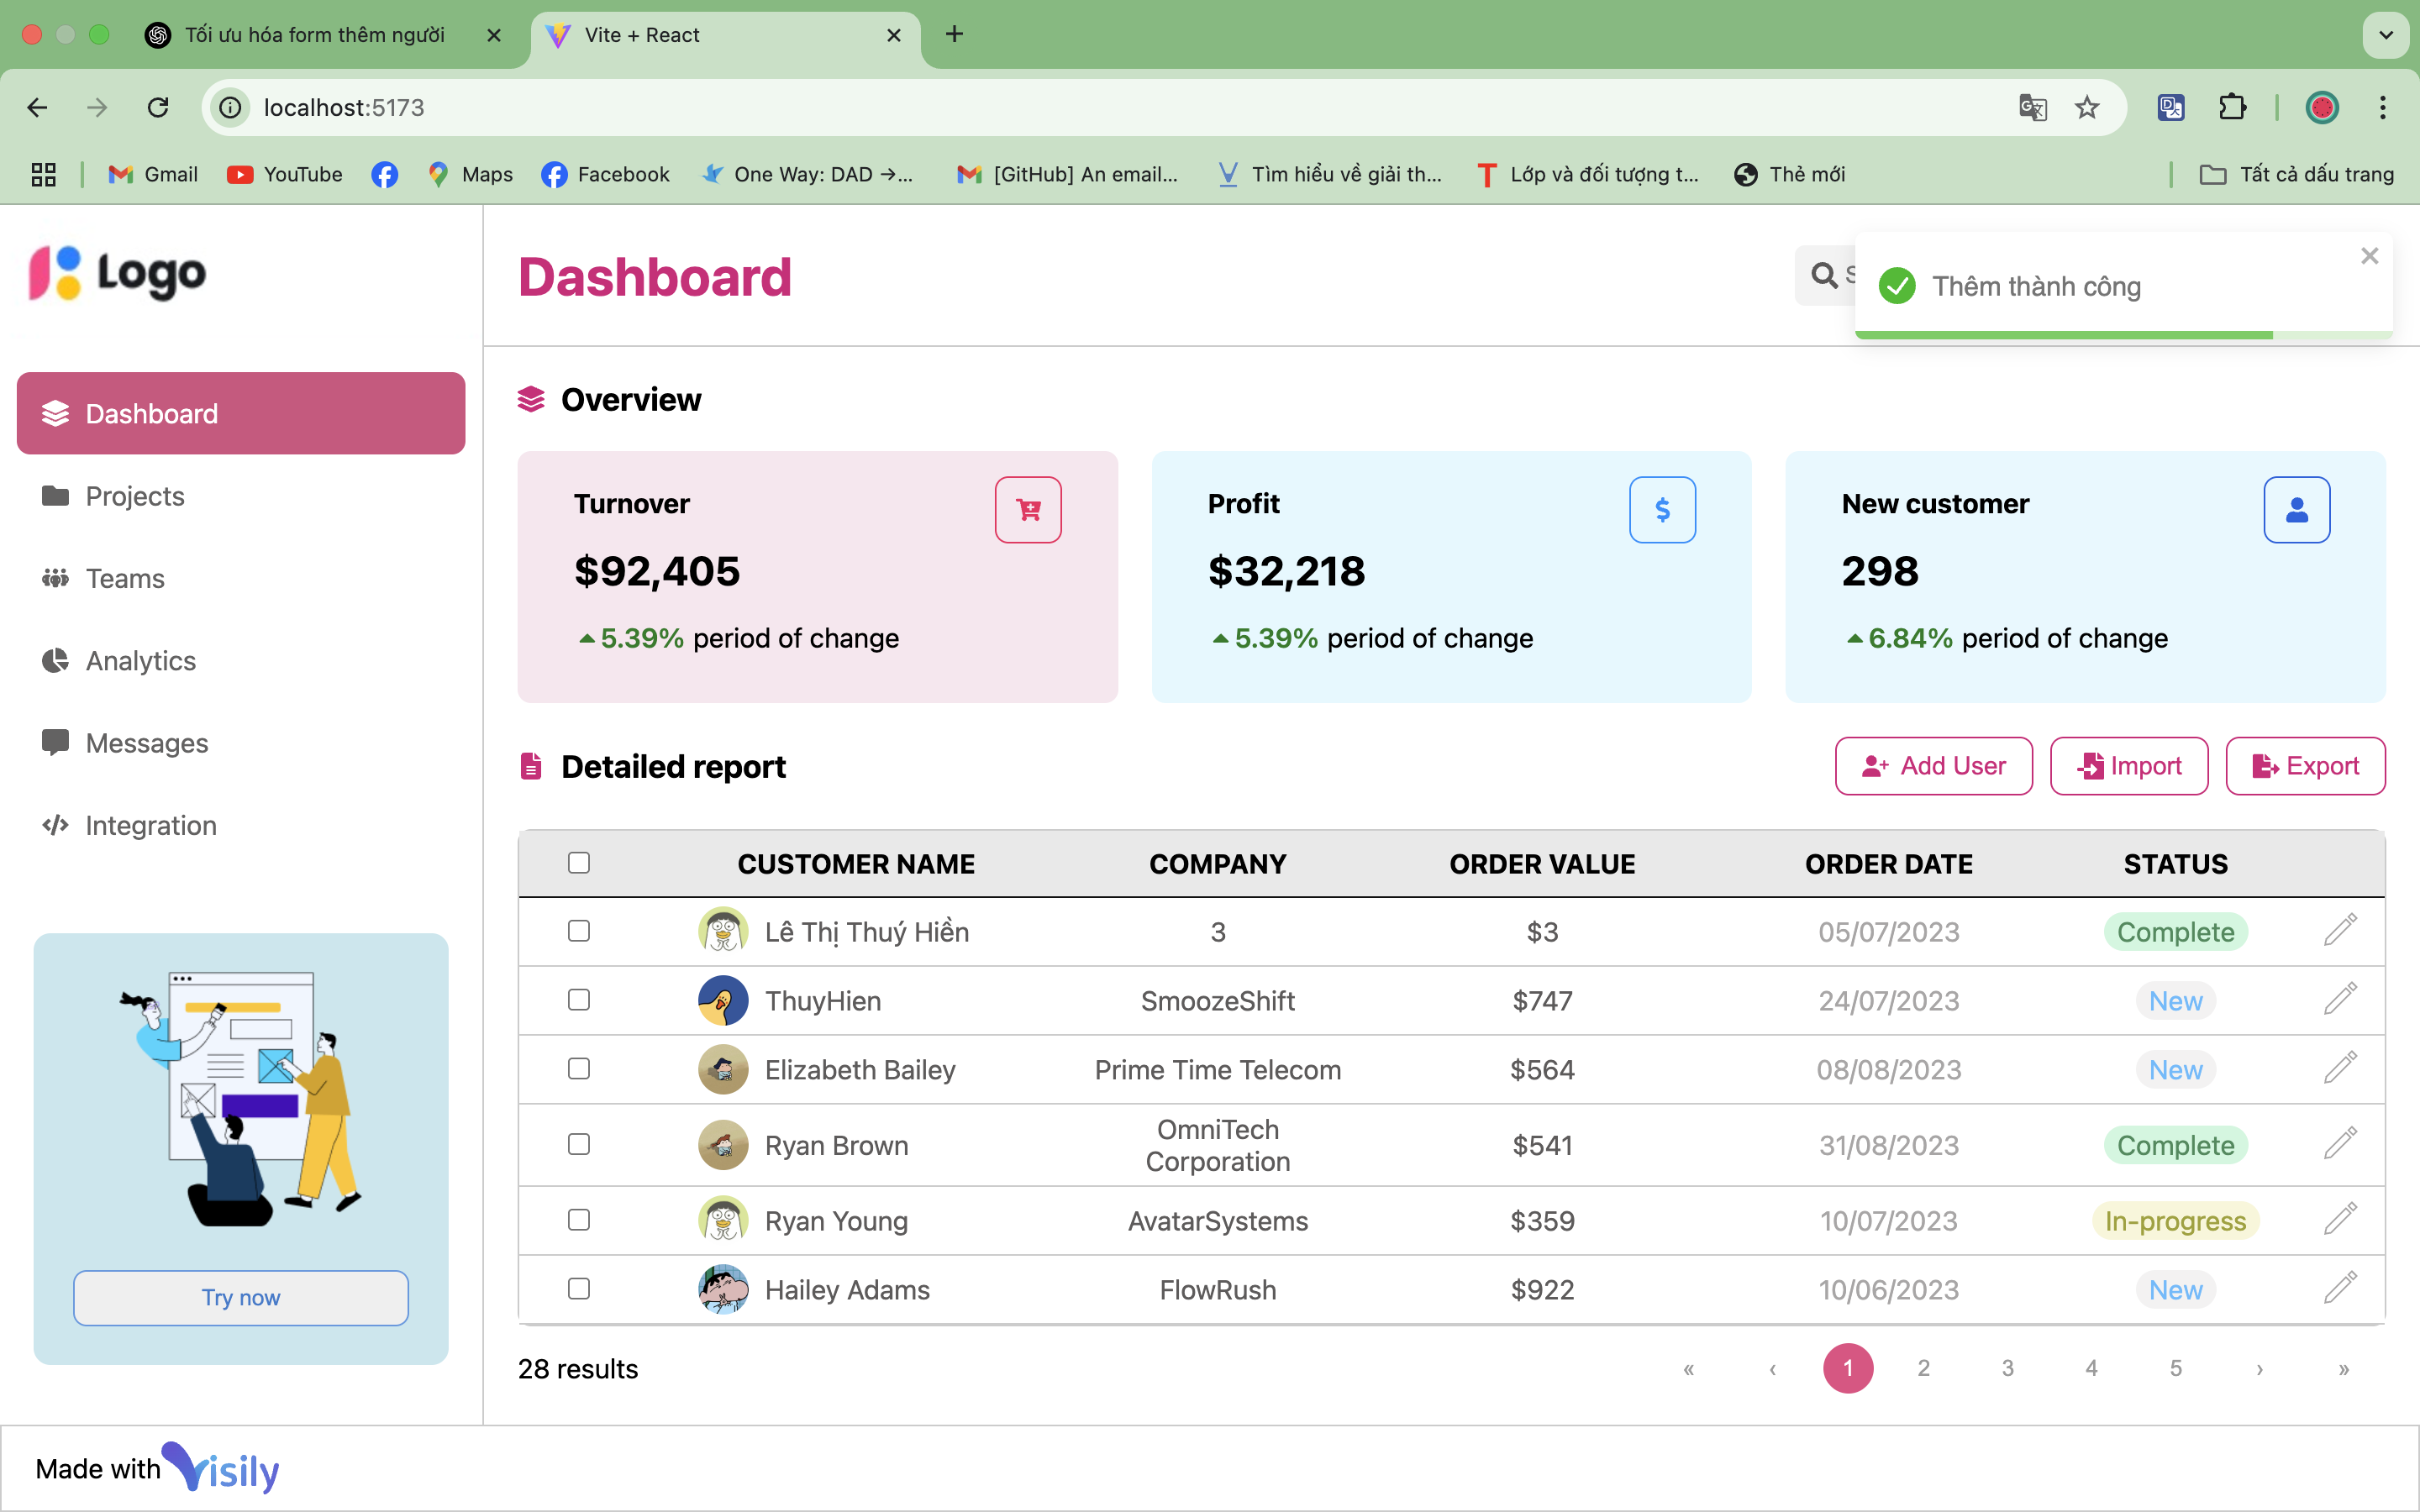 Tối ưu hóa form thêm người
Vite + React
localhost:5173
Gmail
YouTube
Maps
Facebook
One Way: DAD →...
[GitHub] An email...
Tìm hiểu về giải th...
Lớp và đối tượng t...
Thẻ mới
Tất cả dấu trang
Logo
Dashboard
Thêm thành công
Dashboard
Projects
Teams
Analytics
Messages
Integration
Try now
Overview
Turnover
$92,405
5.39% period of change
Profit
$32,218
5.39% period of change
New customer
298
6.84% period of change
Detailed report
Add User
Import
Export
CUSTOMER NAME COMPANY ORDER VALUE ORDER DATE STATUS
Lê Thị Thuý Hiền 3 $3 05/07/2023 Complete
ThuyHien SmoozeShift $747 24/07/2023 New
Elizabeth Bailey Prime Time Telecom $564 08/08/2023 New
Ryan Brown OmniTech Corporation $541 31/08/2023 Complete
Ryan Young AvatarSystems $359 10/07/2023 In-progress
Hailey Adams FlowRush $922 10/06/2023 New
28 results
« ‹ 1 2 3 4 5 › »
Made with Visily